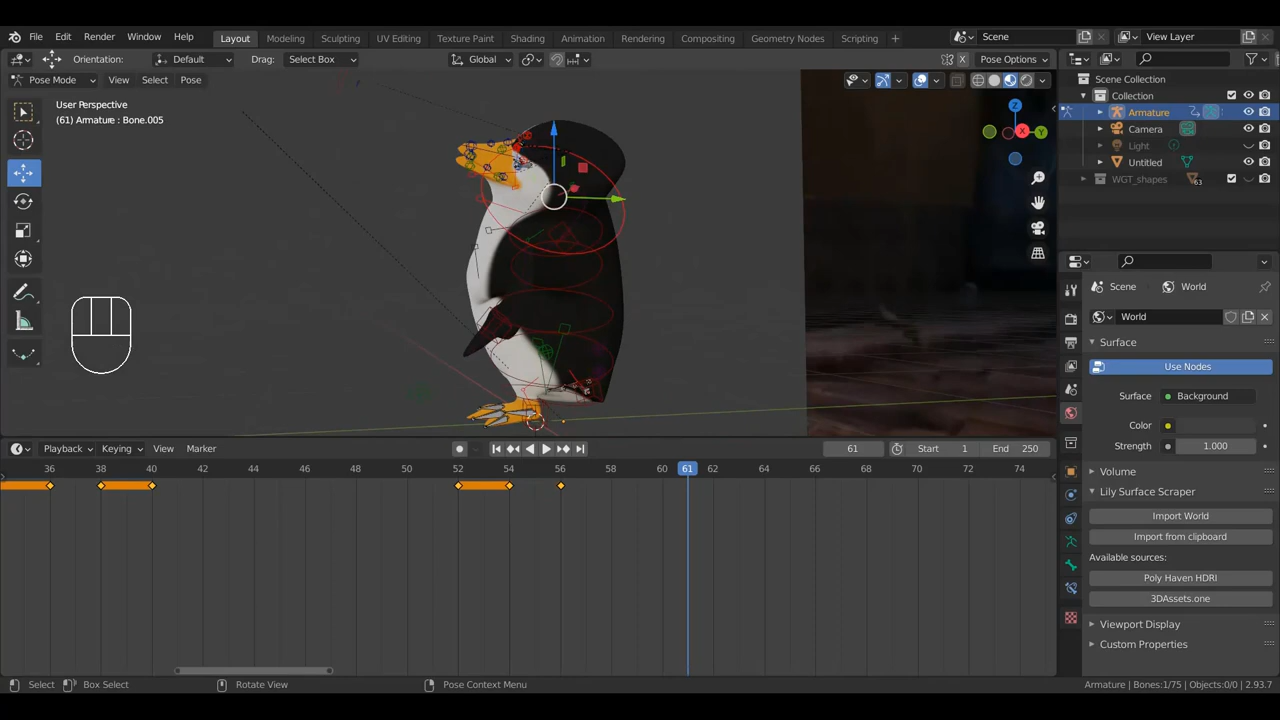 File Edit Render Window Help Layout Modeling Sculpting UV Editing Texture Paint Shading Animation Rendering Compositing Geometry Nodes Scripting + Scene View Layer
Orientation: Default Drag: Select Box Global X Pose Options
Pose Mode View Select Pose
User Perspective
(61) Armature : Bone.005
Z
X
Y
Scene Collection
Collection
Armature
Camera
Light
Untitled
WGT_shapes 63
Scene World
World
Surface
Use Nodes
Surface Background
Color
Strength 1.000
Volume
Lily Surface Scraper
Import World
Import from clipboard
Available sources:
Poly Haven HDRI
3DAssets.one
Viewport Display
Custom Properties
Playback Keying View Marker 61 Start 1 End 250
36 38 40 42 44 46 48 50 52 54 56 58 60 61 62 64 66 68 70 72 74
Select Box Select Rotate View Pose Context Menu Armature | Bones:1/75 | Objects:0/0 | 2.93.7